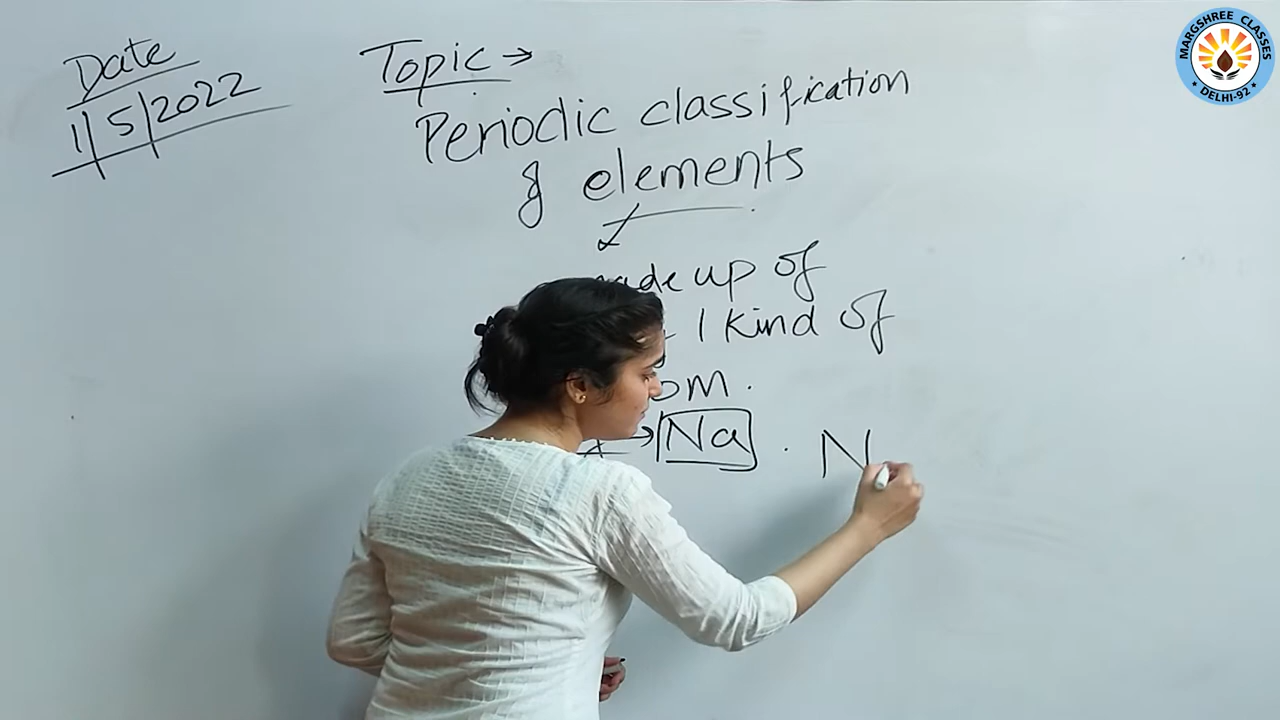 Date
1/5/2022
Topic →
Periodic classification
of elements
made up of
1 kind of
om.
→ Na . N
MARGSHREE CLASSES
* DELHI-92 *